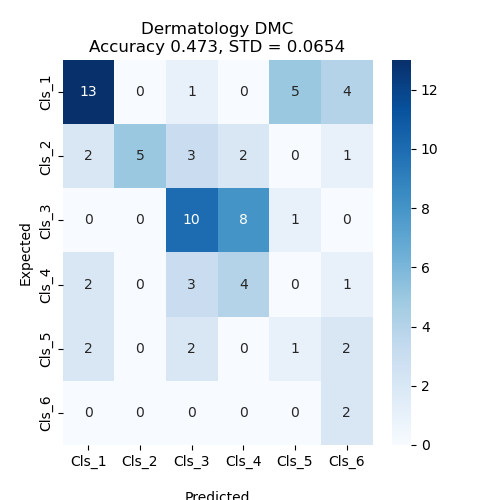 Dermatology DMC
Accuracy 0.473, STD = 0.0654
Cls_1 13 0 1 0 5 4
Cls_2 2 5 3 2 0 1
Cls_3 0 0 10 8 1 0
Cls_4 2 0 3 4 0 1
Cls_5 2 0 2 0 1 2
Cls_6 0 0 0 0 0 2
Cls_1 Cls_2 Cls_3 Cls_4 Cls_5 Cls_6
Expected
Predicted
12
10
8
6
4
2
0